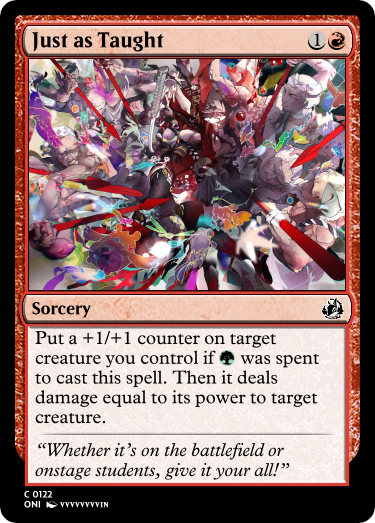 Just as Taught
1
Sorcery
Put a +1/+1 counter on target
creature you control if was spent
to cast this spell. Then it deals
damage equal to its power to target
creature.
“Whether it’s on the battlefield or
onstage students, give it your all!”
C 0122
ONI VVVVVVVVIN